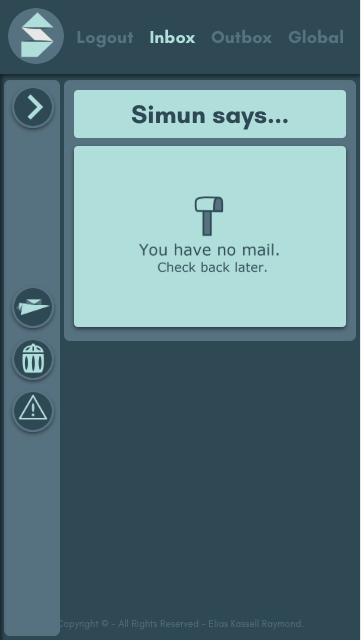 Logout Inbox Outbox Global
Simun says...
You have no mail.
Check back later.
Copyright © - All Rights Reserved - Elias Kassell Raymond.